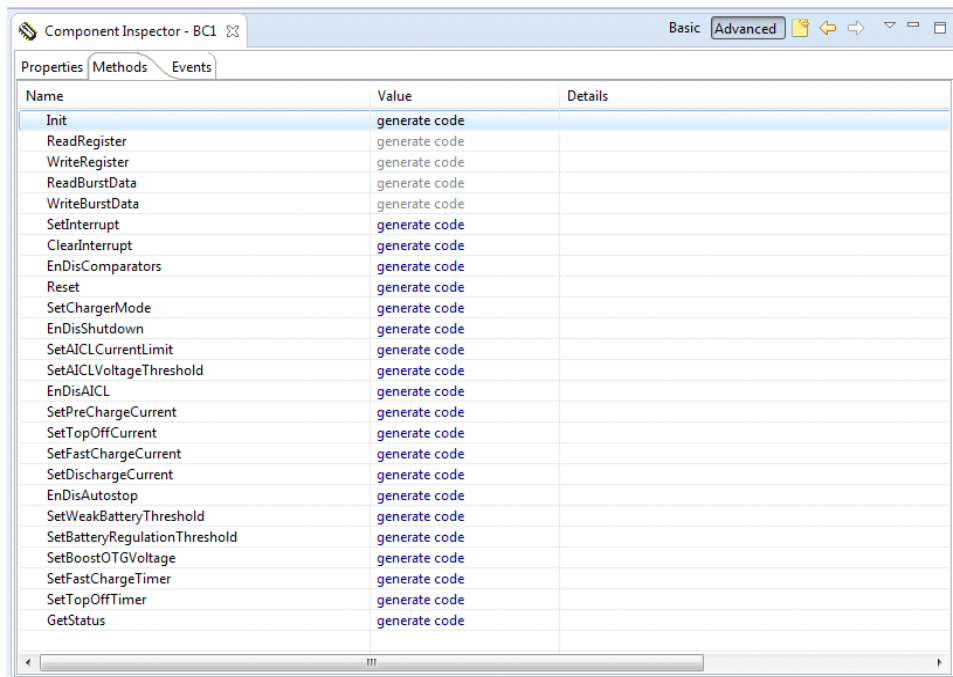 Component Inspector - BC1 Basic Advanced
Properties Methods Events
Name Value Details
Init generate code
ReadRegister generate code
WriteRegister generate code
ReadBurstData generate code
WriteBurstData generate code
SetInterrupt generate code
ClearInterrupt generate code
EnDisComparators generate code
Reset generate code
SetChargerMode generate code
EnDisShutdown generate code
SetAICLCurrentLimit generate code
SetAICLVoltageThreshold generate code
EnDisAICL generate code
SetPreChargeCurrent generate code
SetTopOffCurrent generate code
SetFastChargeCurrent generate code
SetDischargeCurrent generate code
EnDisAutostop generate code
SetWeakBatteryThreshold generate code
SetBatteryRegulationThreshold generate code
SetBoostOTGVoltage generate code
SetFastChargeTimer generate code
SetTopOffTimer generate code
GetStatus generate code